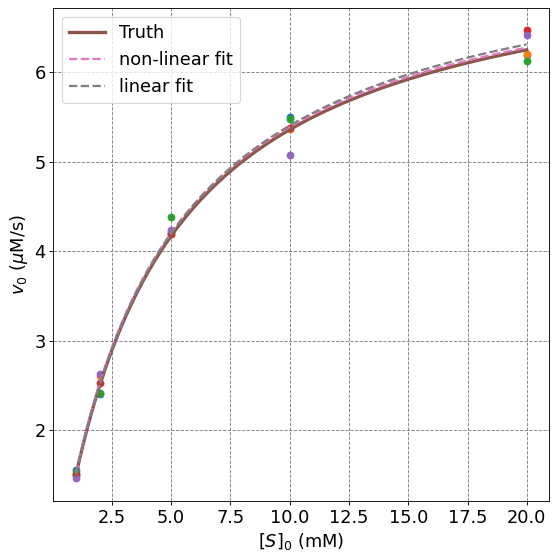 Truth
non-linear fit
linear fit
6
5
4
3
2
v₀ (μM/s)
2.5 5.0 7.5 10.0 12.5 15.0 17.5 20.0
[S]₀ (mM)